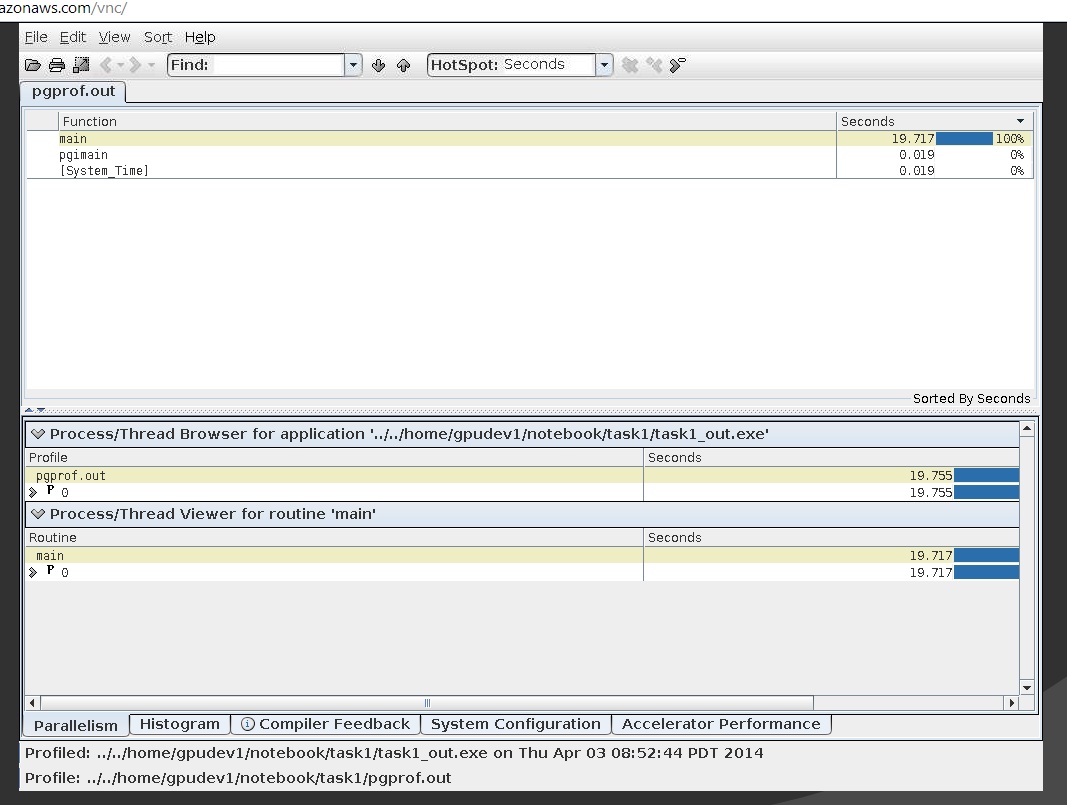 azonaws.com/vnc/
File Edit View Sort Help
Find: HotSpot: Seconds
pgprof.out
Function Seconds
main 19.717 100%
pgimain 0.019 0%
[System_Time] 0.019 0%
Sorted By Seconds
Process/Thread Browser for application '../../home/gpudev1/notebook/task1/task1_out.exe'
Profile Seconds
pgprof.out 19.755
P 0 19.755
Process/Thread Viewer for routine 'main'
Routine Seconds
main 19.717
P 0 19.717
Parallelism Histogram Compiler Feedback System Configuration Accelerator Performance
Profiled: ../../home/gpudev1/notebook/task1/task1_out.exe on Thu Apr 03 08:52:44 PDT 2014
Profile: ../../home/gpudev1/notebook/task1/pgprof.out